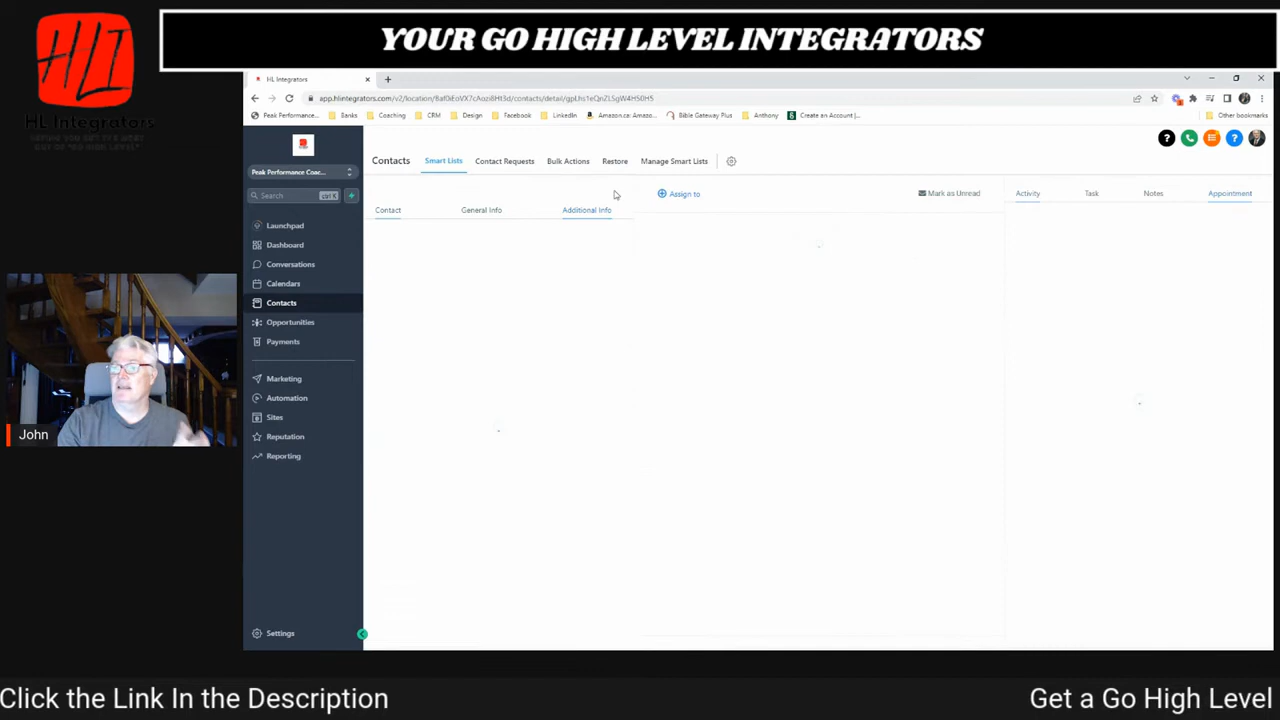 YOUR GO HIGH LEVEL INTEGRATORS
HLI
HL Integrators
HL Integrators
app.hlintegrators.com/v2/location/
Peak Performance...
Banks
Coaching
CRM
Design
Facebook
LinkedIn
Amazon.ca: Amazo...
Bible Gateway Plus
Anthony
Create an Account |...
Other bookmarks
Contacts
Smart Lists
Contact Requests
Bulk Actions
Restore
Manage Smart Lists
Peak Performance Coac...
Search
ctrl K
Assign to
Mark as Unread
Activity
Task
Notes
Appointment
Contact
General Info
Additional Info
Launchpad
Dashboard
Conversations
Calendars
Contacts
Opportunities
Payments
Marketing
Automation
Sites
Reputation
Reporting
Settings
John
Click the Link In the Description
Get a Go High Level